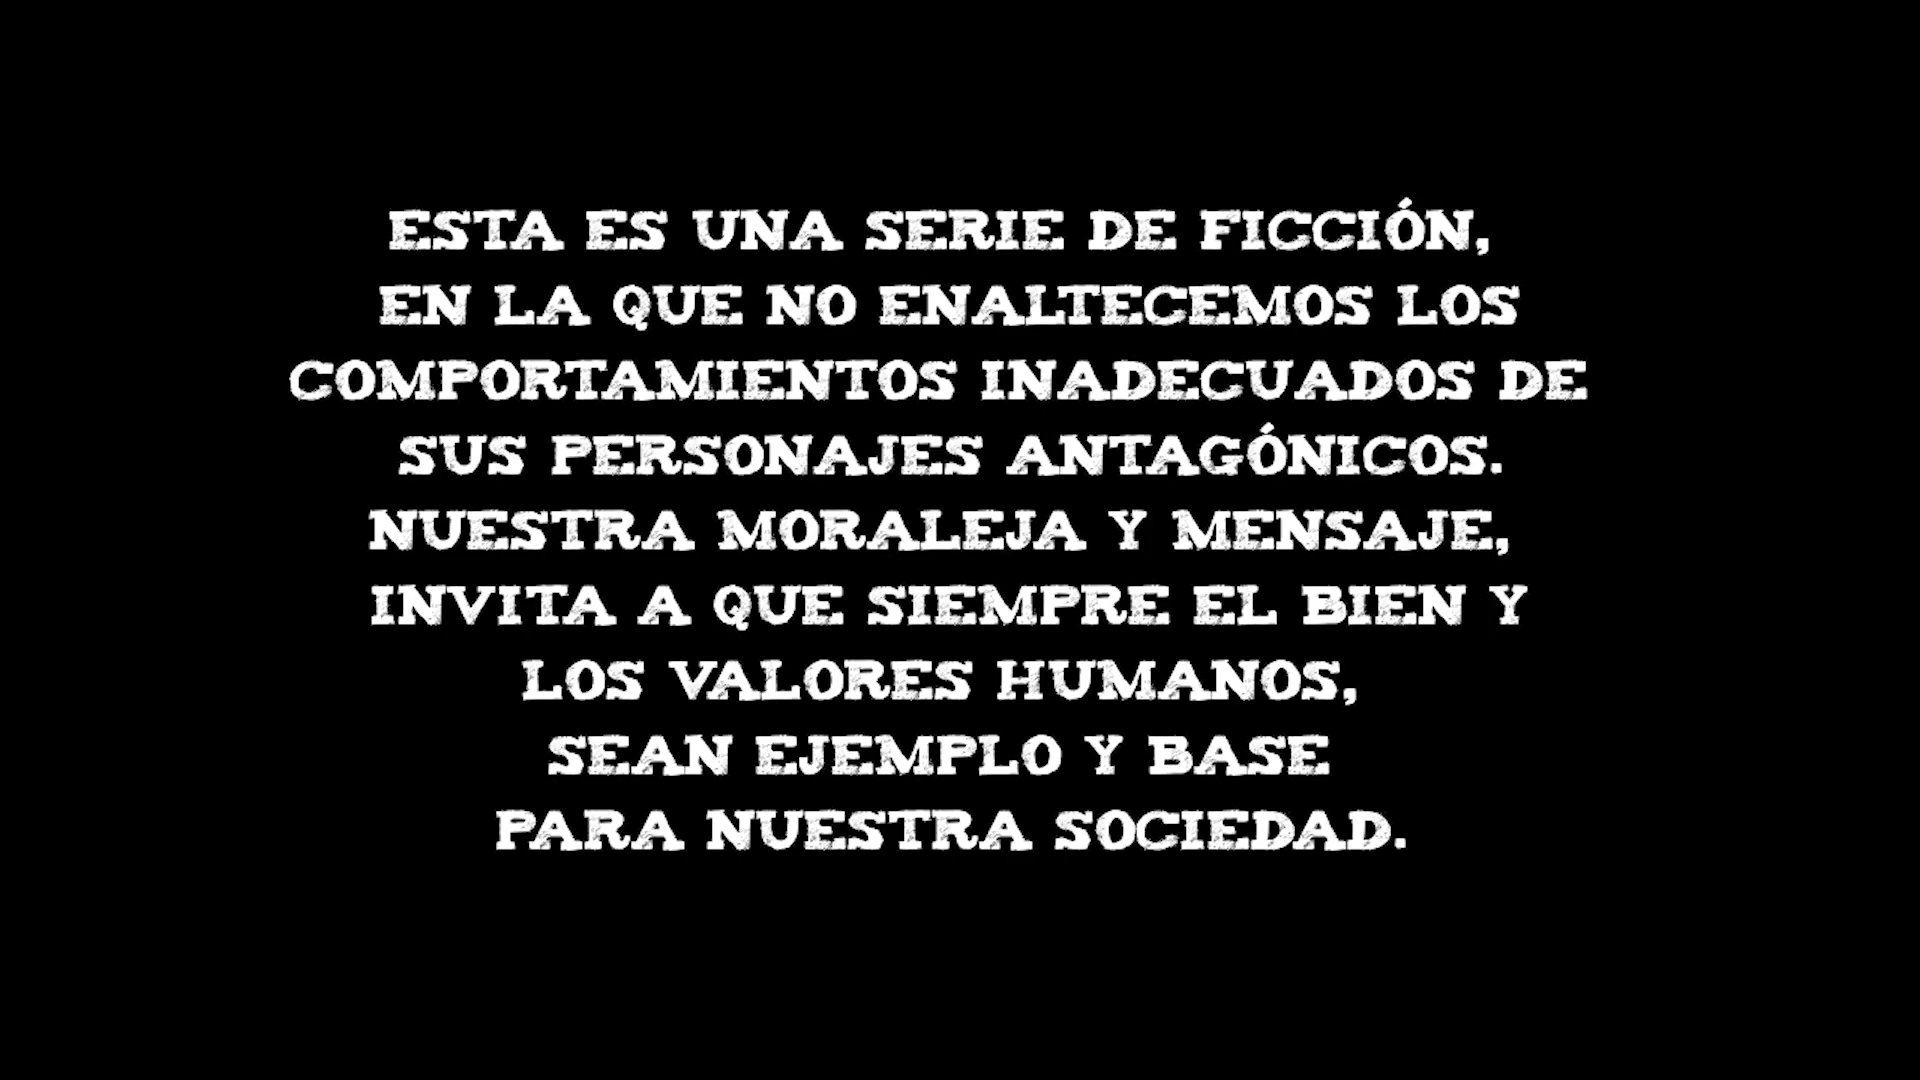 ESTA ES UNA SERIE DE FICCIÓN,
EN LA QUE NO ENALTECEMOS LOS
COMPORTAMIENTOS INADECUADOS DE
SUS PERSONAJES ANTAGÓNICOS.
NUESTRA MORALEJA Y MENSAJE,
INVITA A QUE SIEMPRE EL BIEN Y
LOS VALORES HUMANOS,
SEAN EJEMPLO Y BASE
PARA NUESTRA SOCIEDAD.